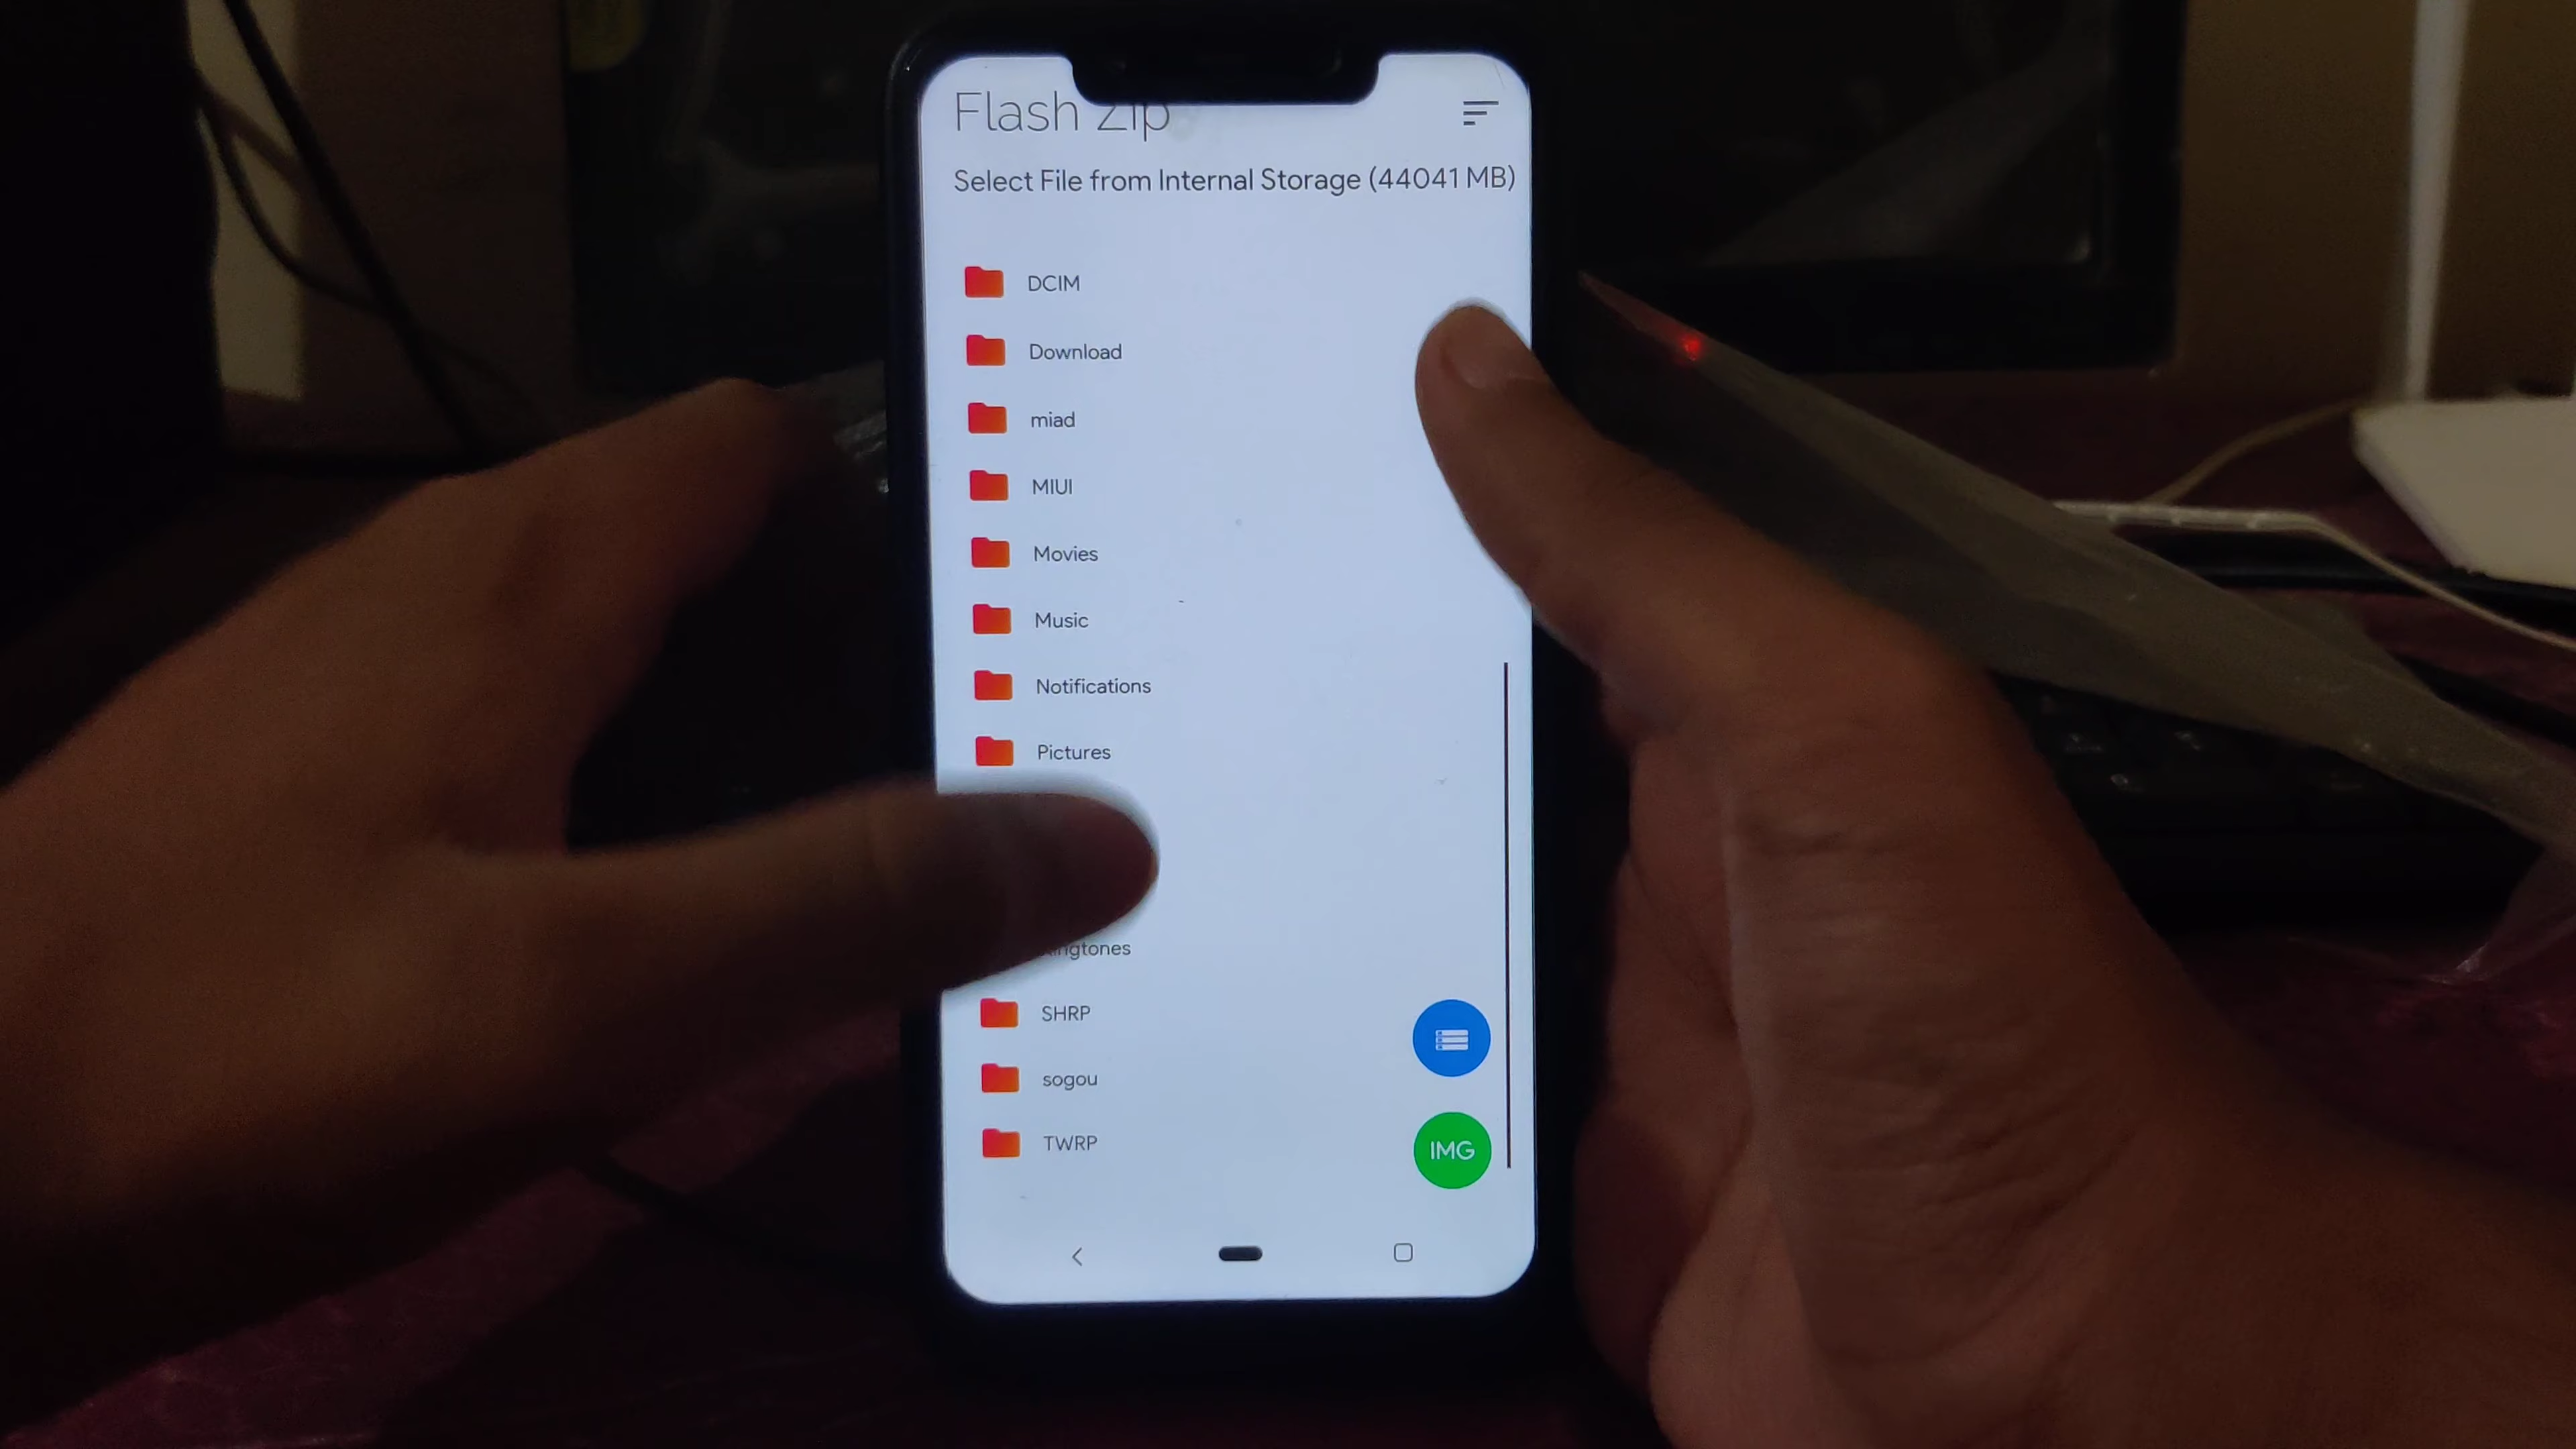 Flash Zip
Select File from Internal Storage (44041 MB)
DCIM
Download
miad
MIUI
Movies
Music
Notifications
Pictures
ngtones
SHRP
sogou
TWRP
IMG